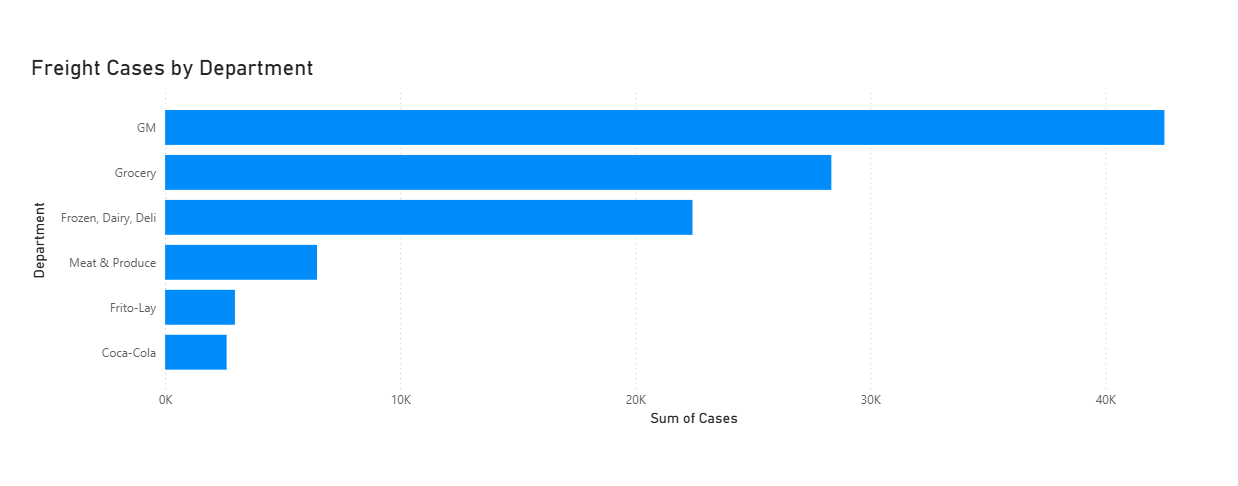 Freight Cases by Department
Department
GM
Grocery
Frozen, Dairy, Deli
Meat & Produce
Frito-Lay
Coca-Cola
0K 10K 20K 30K 40K
Sum of Cases